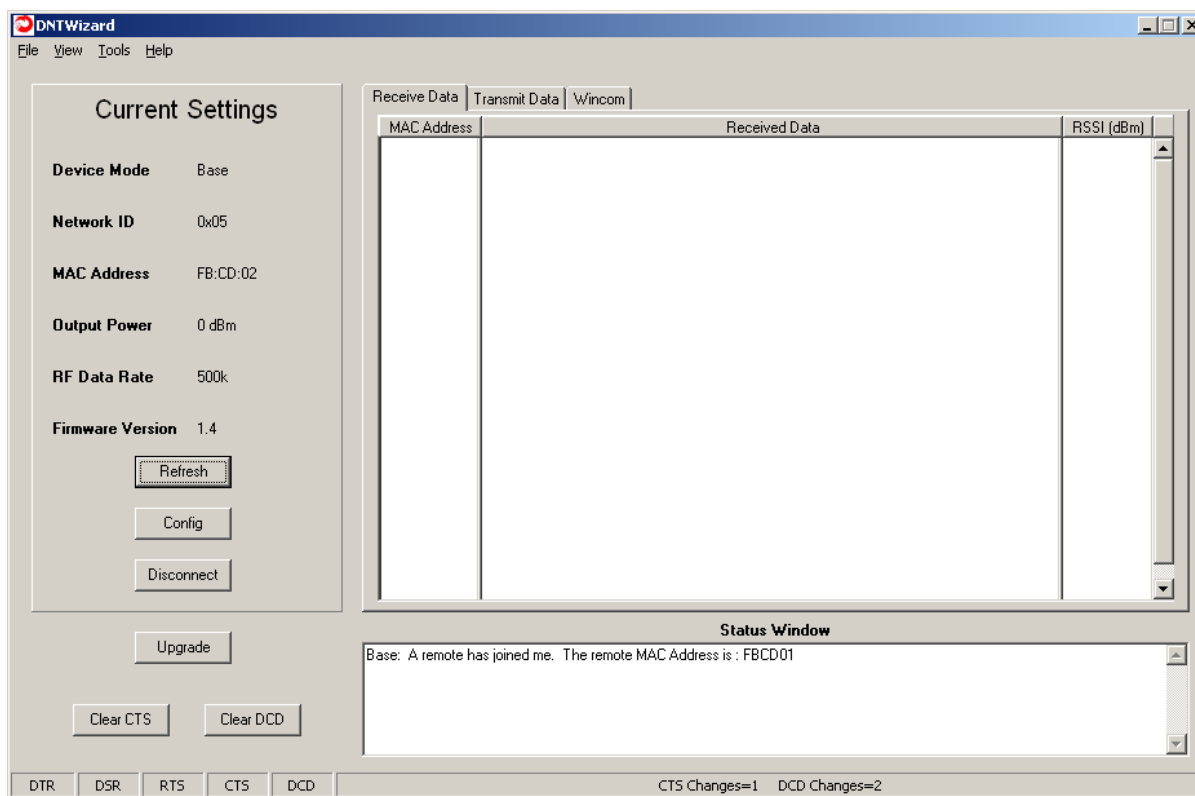 DNTWizard
File View Tools Help
Current Settings
Device Mode Base
Network ID 0x05
MAC Address FB:CD:02
Output Power 0 dBm
RF Data Rate 500k
Firmware Version 1.4
Refresh
Config
Disconnect
Upgrade
Clear CTS Clear DCD
Receive Data Transmit Data Wincom
MAC Address Received Data RSSI (dBm)
Status Window
Base: A remote has joined me. The remote MAC Address is : FBCD01
DTR DSR RTS CTS DCD CTS Changes=1 DCD Changes=2